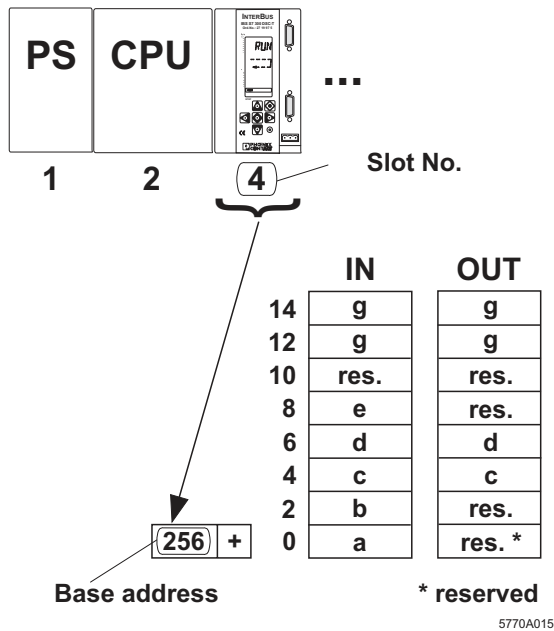 INTERBUS
PS
CPU
RUN
...
1
2
4
Slot No.
IN
OUT
14
g
g
12
g
g
10
res.
res.
8
e
res.
6
d
d
4
c
c
2
b
res.
256
+
0
a
res. *
Base address
* reserved
5770A015